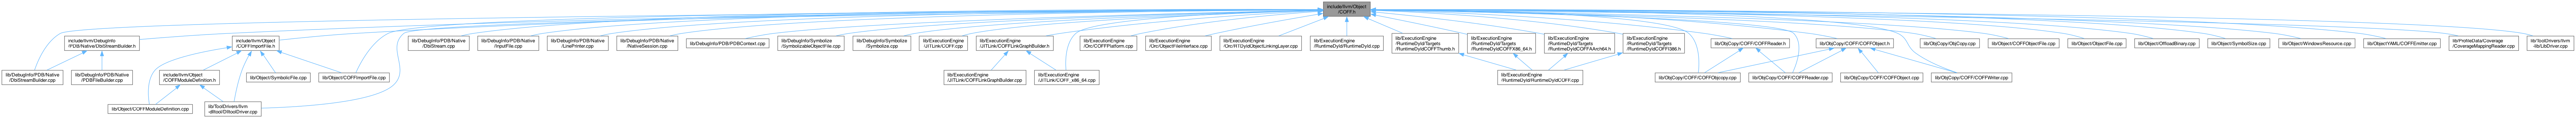 include/llvm/Object
/COFF.h
include/llvm/DebugInfo
/PDB/Native/DbiStreamBuilder.h
include/llvm/Object
/COFFImportFile.h
lib/DebugInfo/PDB/Native
/DbiStream.cpp
lib/DebugInfo/PDB/Native
/InputFile.cpp
lib/DebugInfo/PDB/Native
/LinePrinter.cpp
lib/DebugInfo/PDB/Native
/NativeSession.cpp
lib/DebugInfo/PDB/PDBContext.cpp
lib/DebugInfo/Symbolize
/SymbolizableObjectFile.cpp
lib/DebugInfo/Symbolize
/Symbolize.cpp
lib/ExecutionEngine
/JITLink/COFF.cpp
lib/ExecutionEngine
/JITLink/COFFLinkGraphBuilder.h
lib/ExecutionEngine
/Orc/COFFPlatform.cpp
lib/ExecutionEngine
/Orc/ObjectFileInterface.cpp
lib/ExecutionEngine
/Orc/RTDyldObjectLinkingLayer.cpp
lib/ExecutionEngine
/RuntimeDyld/RuntimeDyld.cpp
lib/ExecutionEngine
/RuntimeDyld/Targets
/RuntimeDyldCOFFThumb.h
lib/ExecutionEngine
/RuntimeDyld/Targets
/RuntimeDyldCOFFX86_64.h
lib/ExecutionEngine
/RuntimeDyld/Targets
/RuntimeDyldCOFFAArch64.h
lib/ExecutionEngine
/RuntimeDyld/Targets
/RuntimeDyldCOFFI386.h
lib/ObjCopy/COFF/COFFReader.h
lib/ObjCopy/COFF/COFFObject.h
lib/ObjCopy/ObjCopy.cpp
lib/Object/COFFObjectFile.cpp
lib/Object/ObjectFile.cpp
lib/Object/OffloadBinary.cpp
lib/Object/SymbolSize.cpp
lib/Object/WindowsResource.cpp
lib/ObjectYAML/COFFEmitter.cpp
lib/ProfileData/Coverage
/CoverageMappingReader.cpp
lib/ToolDrivers/llvm
-lib/LibDriver.cpp
lib/DebugInfo/PDB/Native
/DbiStreamBuilder.cpp
lib/DebugInfo/PDB/Native
/PDBFileBuilder.cpp
include/llvm/Object
/COFFModuleDefinition.h
lib/Object/SymbolicFile.cpp
lib/Object/COFFImportFile.cpp
lib/ExecutionEngine
/JITLink/COFFLinkGraphBuilder.cpp
lib/ExecutionEngine
/JITLink/COFF_x86_64.cpp
lib/ExecutionEngine
/RuntimeDyld/RuntimeDyldCOFF.cpp
lib/ObjCopy/COFF/COFFObjcopy.cpp
lib/ObjCopy/COFF/COFFReader.cpp
lib/ObjCopy/COFF/COFFObject.cpp
lib/ObjCopy/COFF/COFFWriter.cpp
lib/Object/COFFModuleDefinition.cpp
lib/ToolDrivers/llvm
-dlltool/DlltoolDriver.cpp